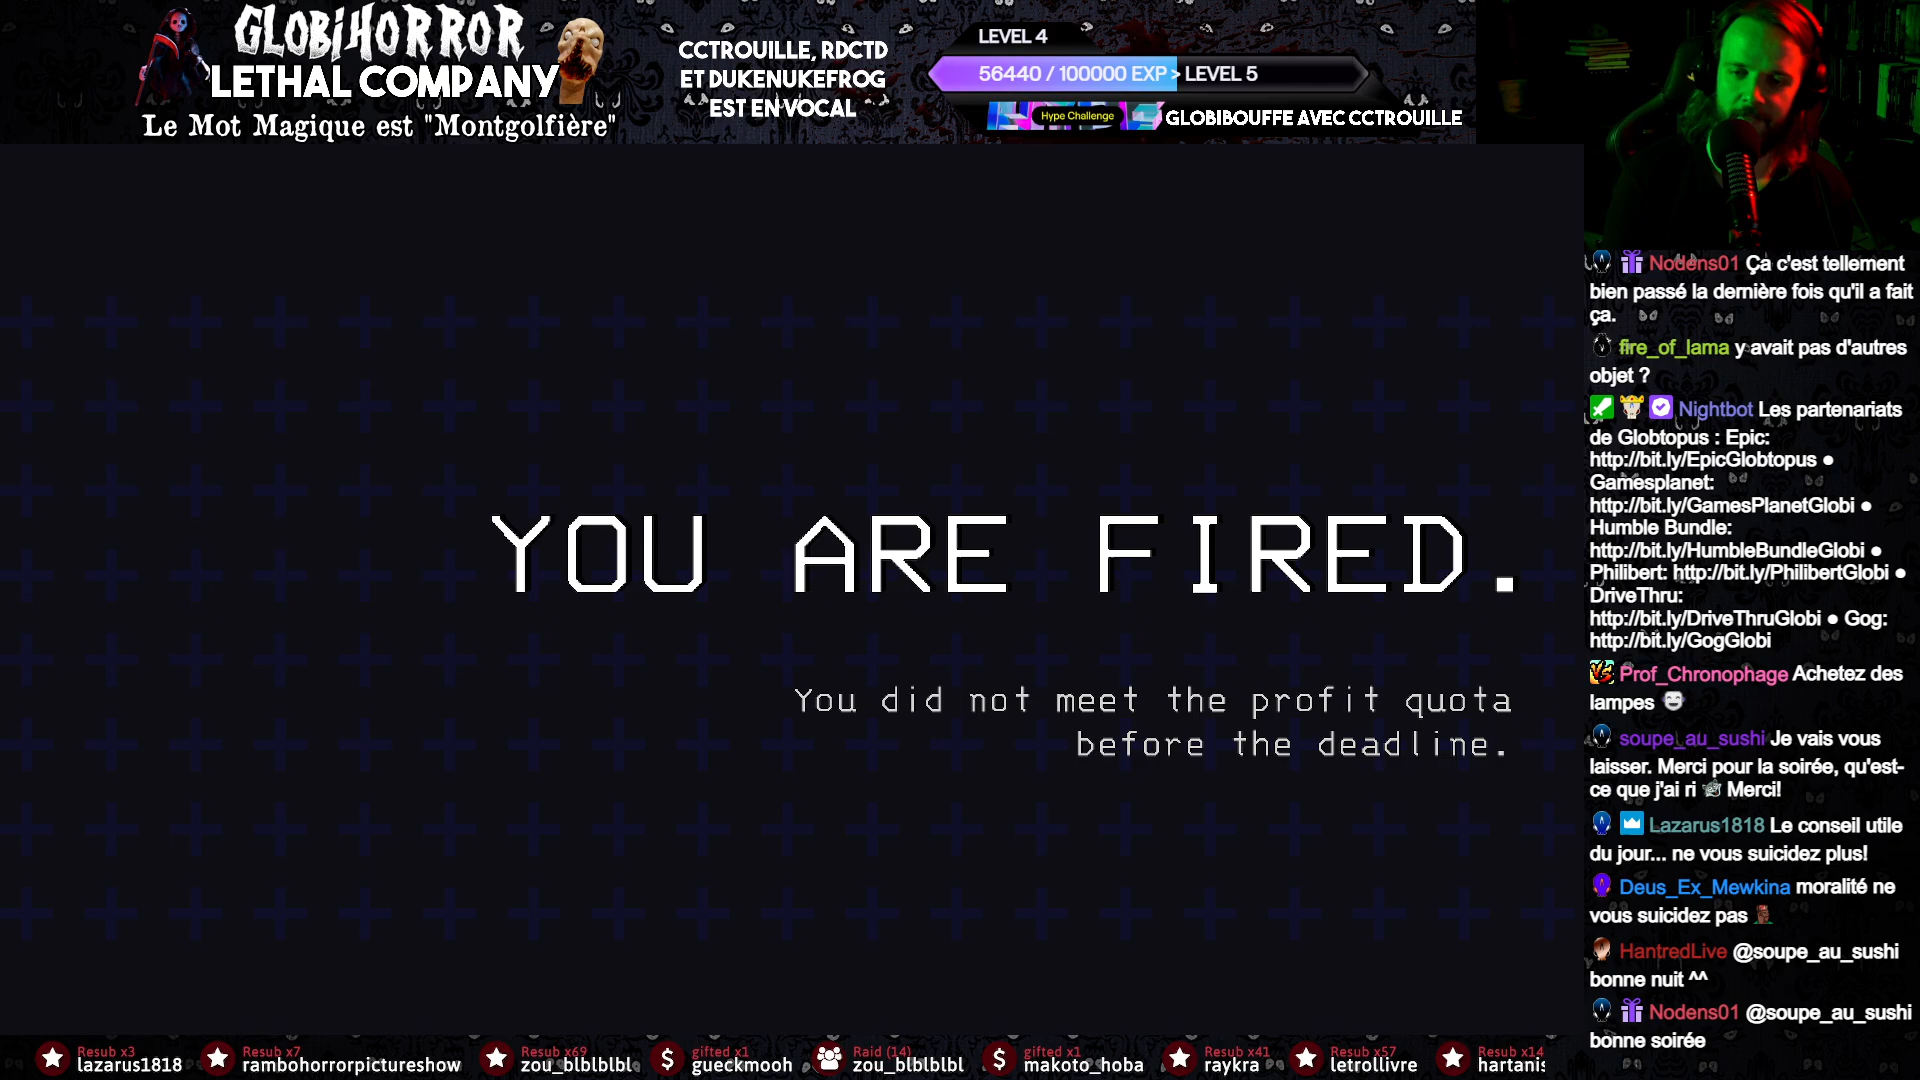 GLOBIHORROR
LETHAL COMPANY
Le Mot Magique est "Montgolfière"
CCTROUILLE, RDCTD
ET DUKENUKEFROG
EST EN VOCAL
LEVEL 4
56440 / 100000 EXP > LEVEL 5
Hype Challenge
GLOBIBOUFFE AVEC CCTROUILLE
YOU ARE FIRED.
You did not meet the profit quota
before the deadline.
Nodens01 Ça c'est tellement
bien passé la dernière fois qu'il a fait
ça.
fire_of_lama y avait pas d'autres
objet ?
Nightbot Les partenariats
de Globtopus : Epic:
http://bit.ly/EpicGlobtopus ●
Gamesplanet:
http://bit.ly/GamesPlanetGlobi ●
Humble Bundle:
http://bit.ly/HumbleBundleGlobi ●
Philibert: http://bit.ly/PhilibertGlobi ●
DriveThru:
http://bit.ly/DriveThruGlobi ● Gog:
http://bit.ly/GogGlobi
Prof_Chronophage Achetez des
lampes
soupe_au_sushi Je vais vous
laisser. Merci pour la soirée, qu'est-
ce que j'ai ri Merci!
Lazarus1818 Le conseil utile
du jour... ne vous suicidez plus!
Deus_Ex_Mewkina moralité ne
vous suicidez pas
HantredLive @soupe_au_sushi
bonne nuit ^^
Nodens01 @soupe_au_sushi
bonne soirée
Resub x3
lazarus1818
Resub x7
rambohorrorpictureshow
Resub x69
zou_blblblbl
gifted x1
gueckmooh
Raid (14)
zou_blblblbl
gifted x1
makoto_hoba
Resub x41
raykra
Resub x57
letrollivre
Resub x14
hartanis